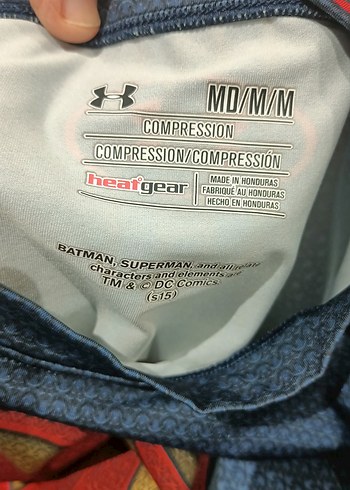 MD/M/M
COMPRESSION
COMPRESSION/COMPRESSIÓN
heatgear
MADE IN HONDURAS
FABRIQUÉ AU HONDURAS
HECHO EN HONDURAS
BATMAN, SUPERMAN, and all
characters and elements are
TM & © DC Comics.
(s15)